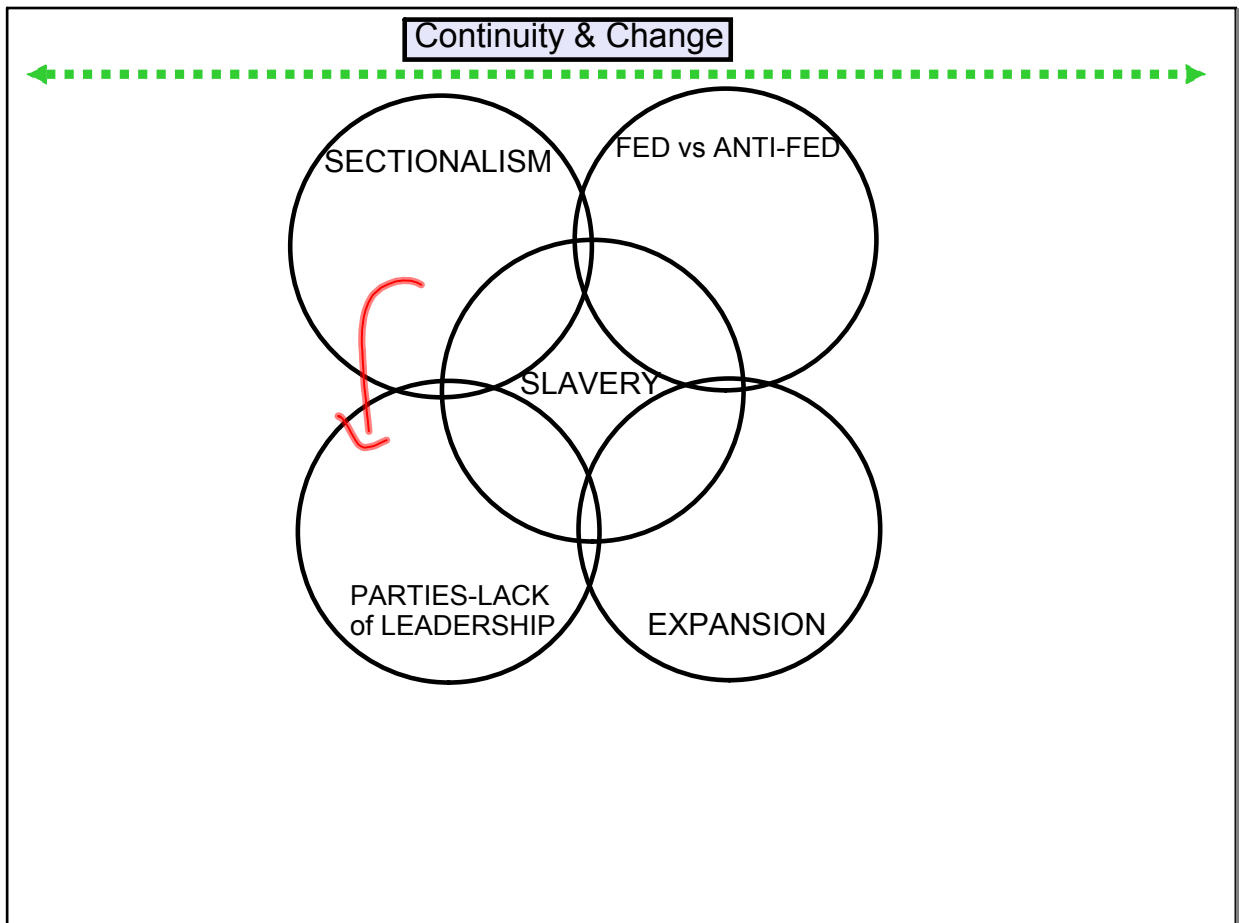 Continuity & Change
SECTIONALISM
FED vs ANTI-FED
SLAVERY
PARTIES-LACK
of LEADERSHIP
EXPANSION